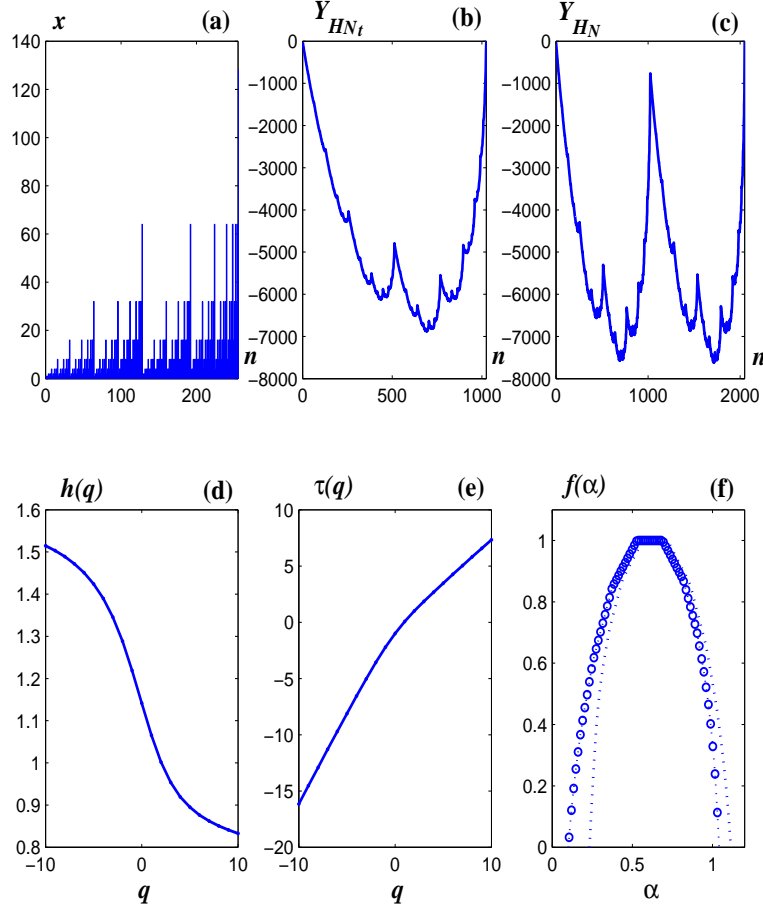 x (a)
140
120
100
80
60
40
20
0
0 100 200
n
Y_{HN_t} (b)
0
−1000
−2000
−3000
−4000
−5000
−6000
−7000
−8000
0 500 1000
n
Y_{H_N} (c)
0
−1000
−2000
−3000
−4000
−5000
−6000
−7000
−8000
0 1000 2000
n
h(q) (d)
1.6
1.5
1.4
1.3
1.2
1.1
1
0.9
0.8
−10 0 10
q
τ(q) (e)
10
5
0
−5
−10
−15
−20
−10 0 10
q
f(α) (f)
1
0.8
0.6
0.4
0.2
0
0 0.5 1
α